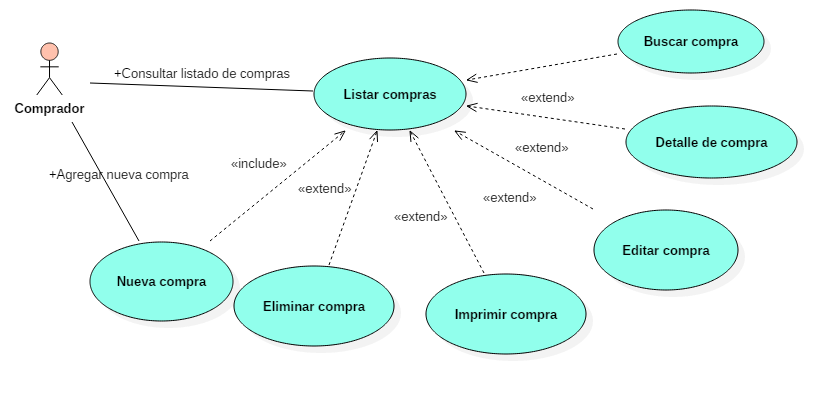 Buscar compra
+Consultar listado de compras
Listar compras
«extend»
Comprador
Detalle de compra
«extend»
«include»
+Agregar nueva compra
«extend»
«extend»
«extend»
Editar compra
Nueva compra
Eliminar compra
Imprimir compra